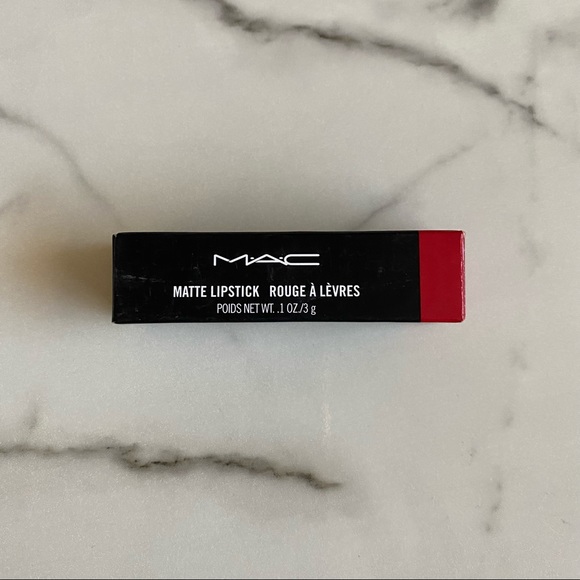 M·A·C
MATTE LIPSTICK ROUGE À LÈVRES
POIDS NET WT. .1 OZ./3 g